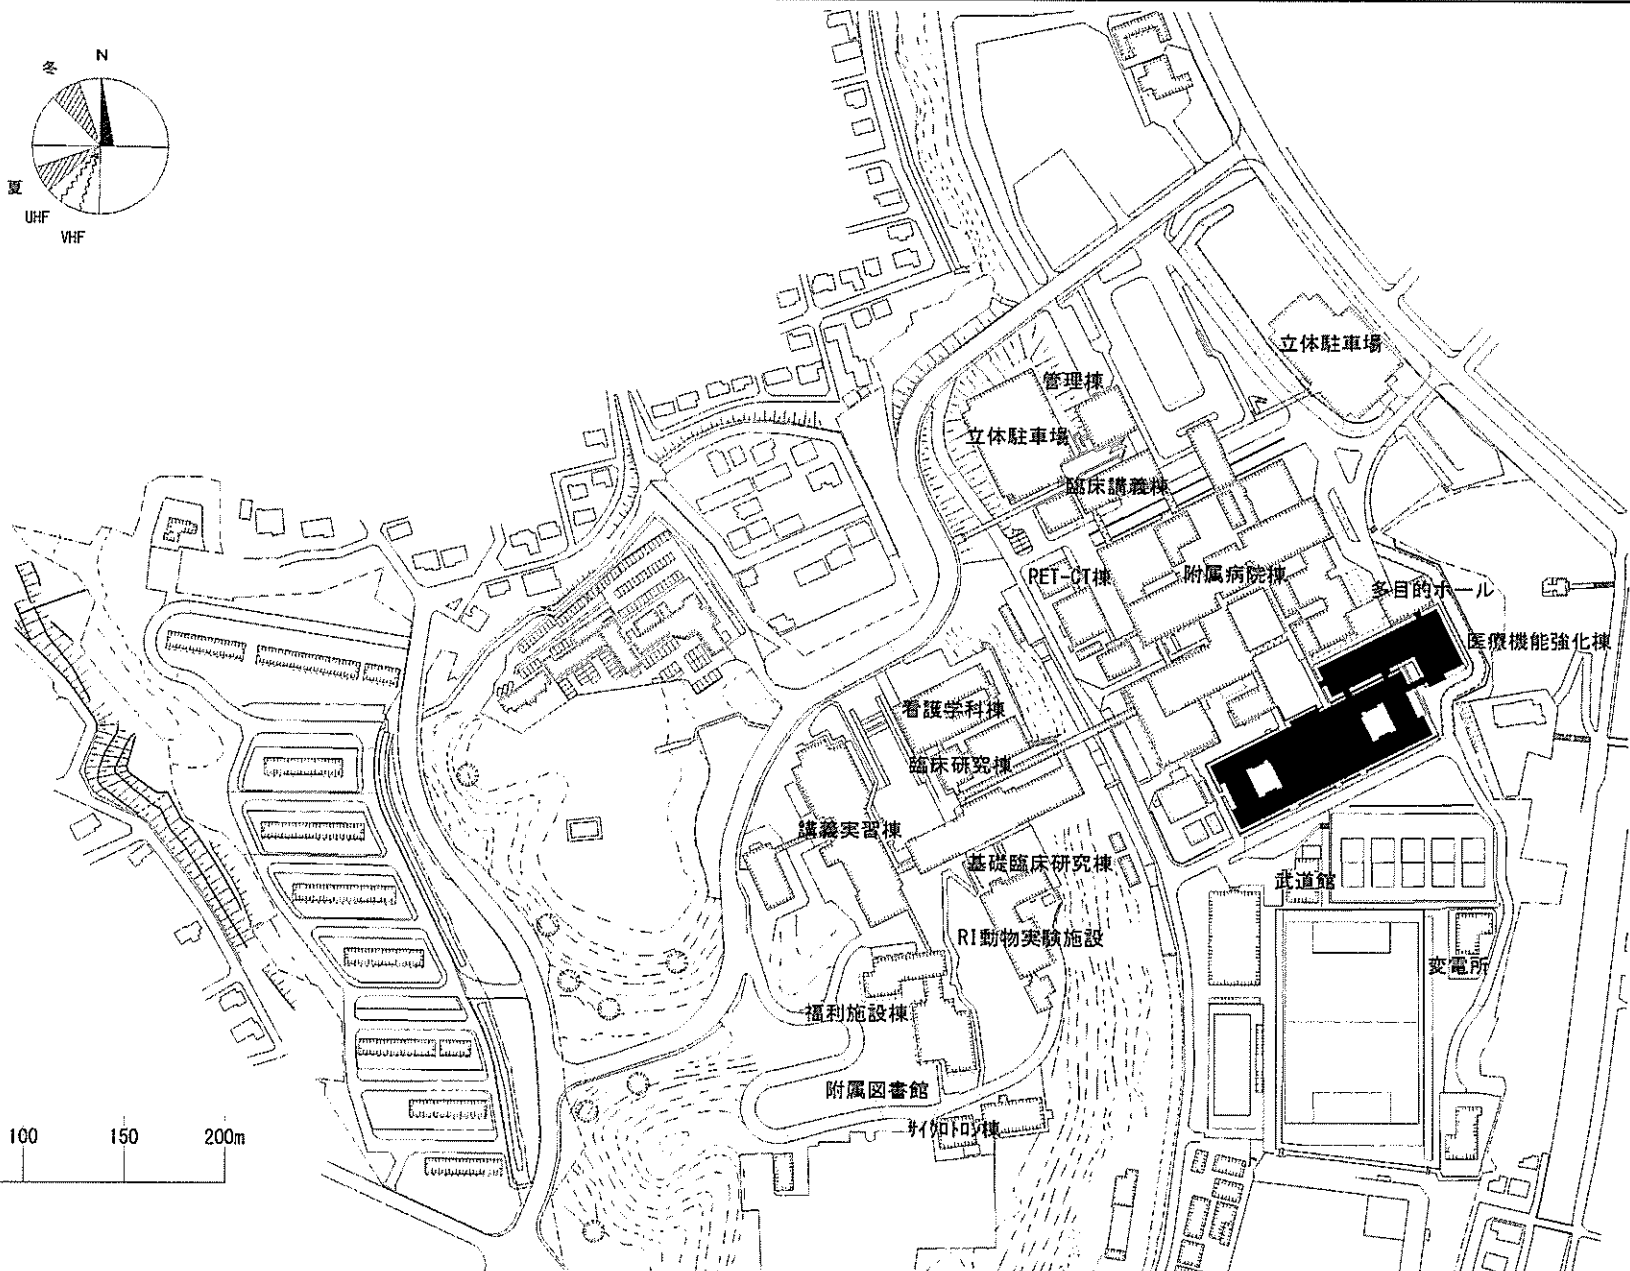 N
冬
夏
UHF
VHF
立体駐車場
管理棟
立体駐車場
臨床講義棟
PET-CT棟
附属病院棟
多目的ホール
医療機能強化棟
看護学科棟
臨床研究棟
講義実習棟
基礎臨床研究棟
武道館
RI動物実験施設
変電所
福利施設棟
附属図書館
サイクロトロン棟
100 150 200m